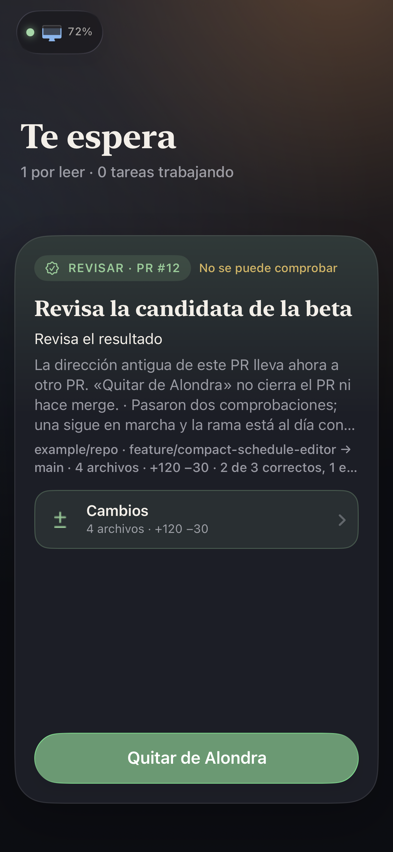 72%
Te espera
1 por leer · 0 tareas trabajando
REVISAR · PR #12
No se puede comprobar
Revisa la candidata de la beta
Revisa el resultado
La dirección antigua de este PR lleva ahora a
otro PR. «Quitar de Alondra» no cierra el PR ni
hace merge. · Pasaron dos comprobaciones;
una sigue en marcha y la rama está al día con...
example/repo · feature/compact-schedule-editor →
main · 4 archivos · +120 −30 · 2 de 3 correctos, 1 e...
Cambios
4 archivos · +120 −30
Quitar de Alondra